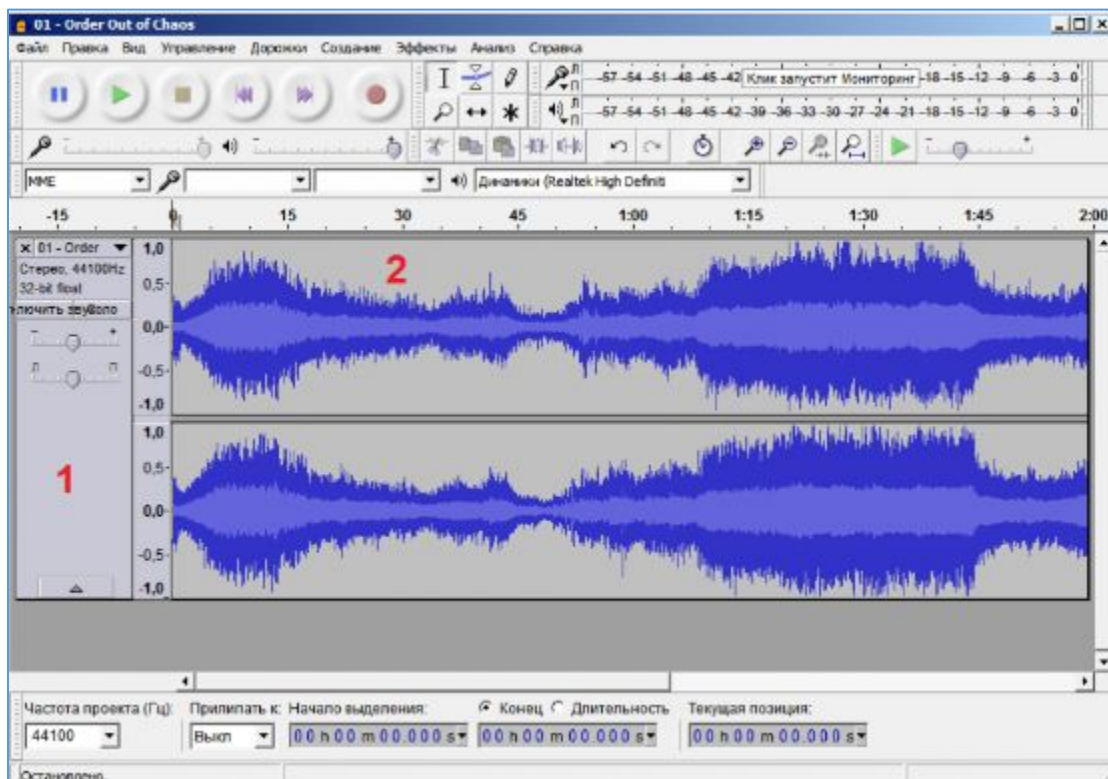 01 - Order Out of Chaos
Файл Правка Вид Управление Дорожки Создание Эффекты Анализ Справка
Л П -57 -54 -51 -48 -45 -42 Клик запустит Мониторинг -18 -15 -12 -9 -6 -3 0
Л П -57 -54 -51 -48 -45 -42 -39 -36 -33 -30 -27 -24 -21 -18 -15 -12 -9 -6 -3 0
MME Динамики (Realtek High Definiti
-15 0 15 30 45 1:00 1:15 1:30 1:45 2:00
01 - Order 1,0
Стерео, 44100Hz
32-bit float
0,5
0,0
- +
Л П
-0,5
-1,0
2
1,0
0,5
1
0,0
-0,5
-1,0
Частота проекта (Гц): Прилипать к: Начало выделения: Конец Длительность Текущая позиция:
44100 Выкл 00 h 00 m 00.000 s 00 h 00 m 00.000 s 00 h 00 m 00.000 s
Остановлено.